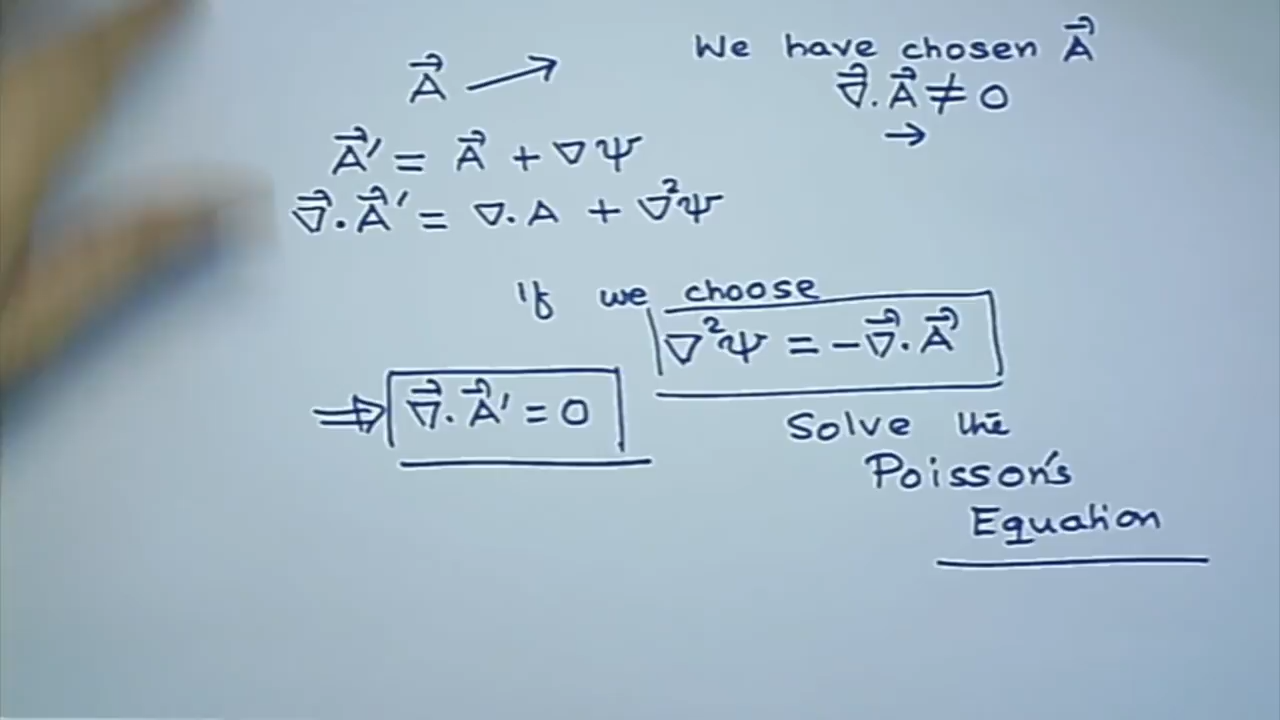 We have chosen A⃗
A⃗ →
∇⃗.A⃗ ≠ 0
→
A⃗' = A⃗ + ∇ψ
∇⃗.A⃗' = ∇.A + ∇²ψ
If we choose
∇²ψ = -∇⃗.A⃗
⇒ ∇⃗.A⃗' = 0
Solve the
Poisson's
Equation